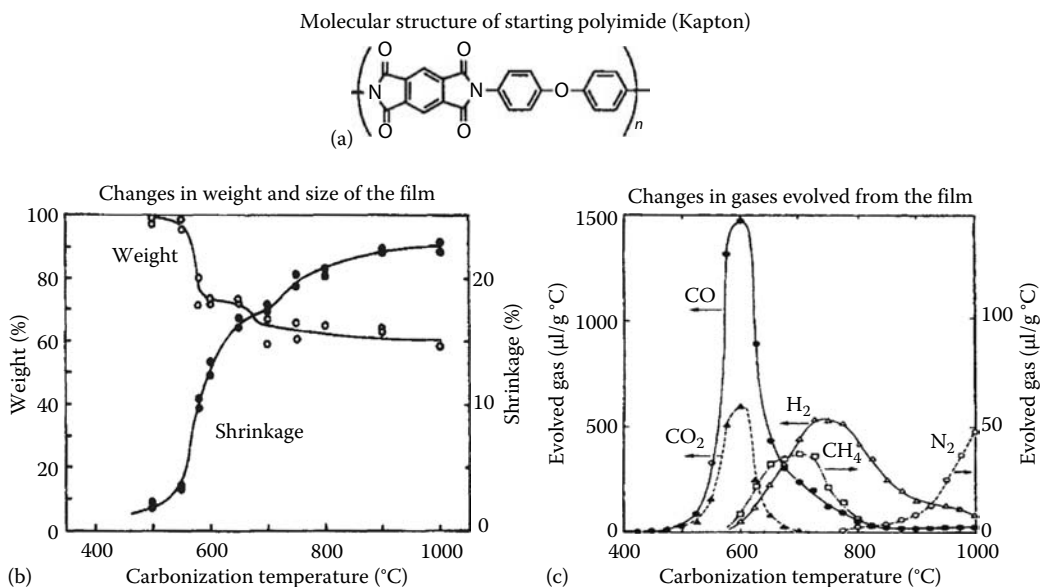 Molecular structure of starting polyimide (Kapton)
O
O
O
O
N
N
O
n
(a)
Changes in weight and size of the film
100
80
60
40
20
0
Weight (%)
Weight
Shrinkage
20
10
0
Shrinkage (%)
400
600
800
1000
Carbonization temperature (°C)
(b)
Changes in gases evolved from the film
1500
1000
500
0
Evolved gas (μl/g °C)
CO
CO2
H2
CH4
N2
100
50
0
Evolved gas (μl/g °C)
400
600
800
1000
Carbonization temperature (°C)
(c)